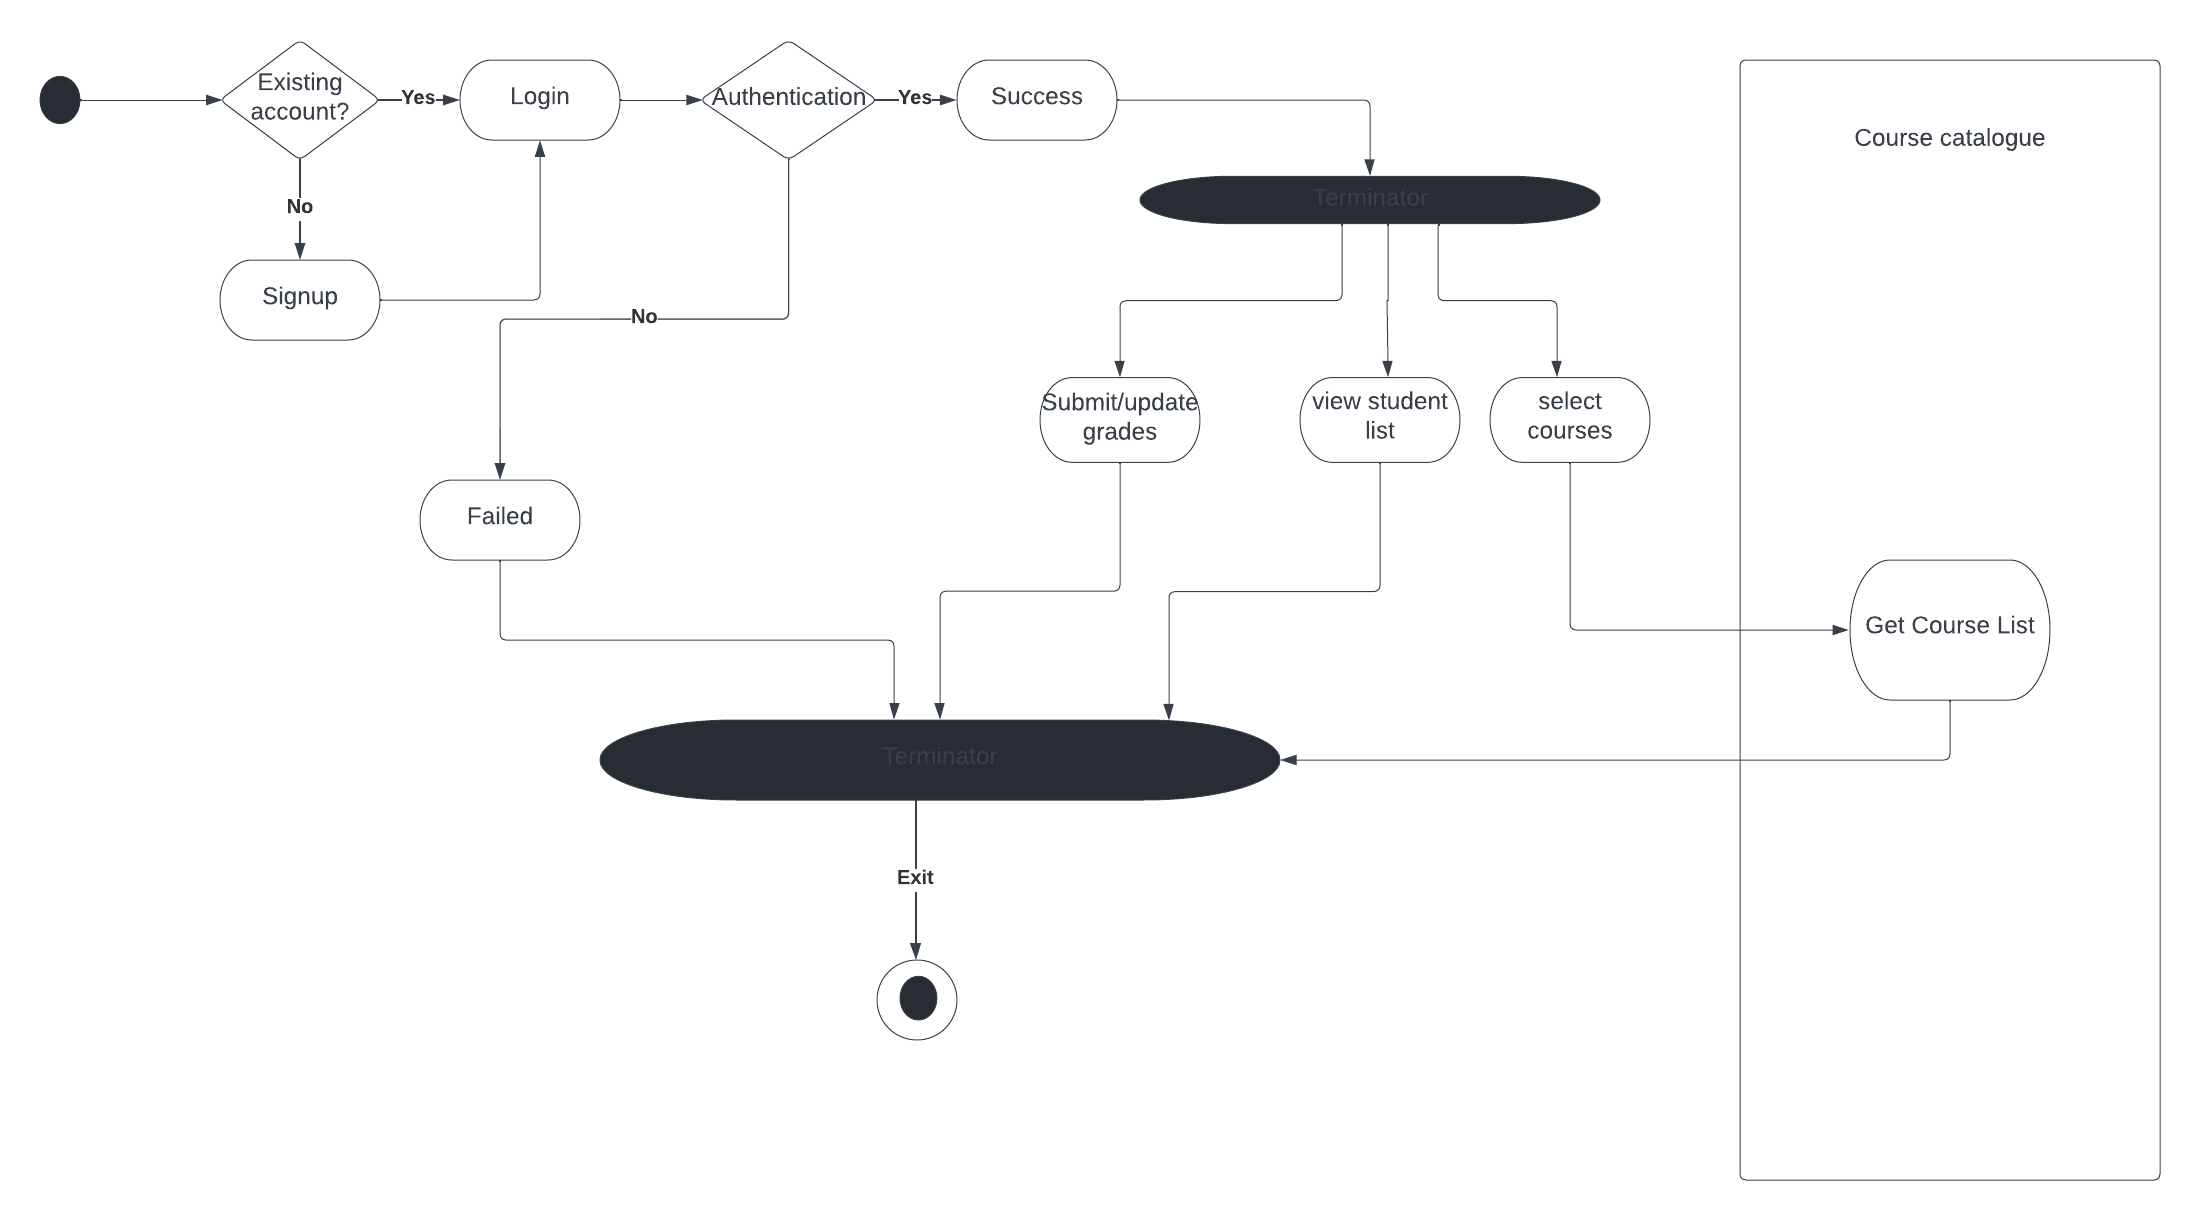 Existing
account?
Yes
Login
Authentication
Yes
Success
Course catalogue
Terminator
No
Signup
No
Submit/update
grades
view student
list
select
courses
Failed
Get Course List
Terminator
Exit